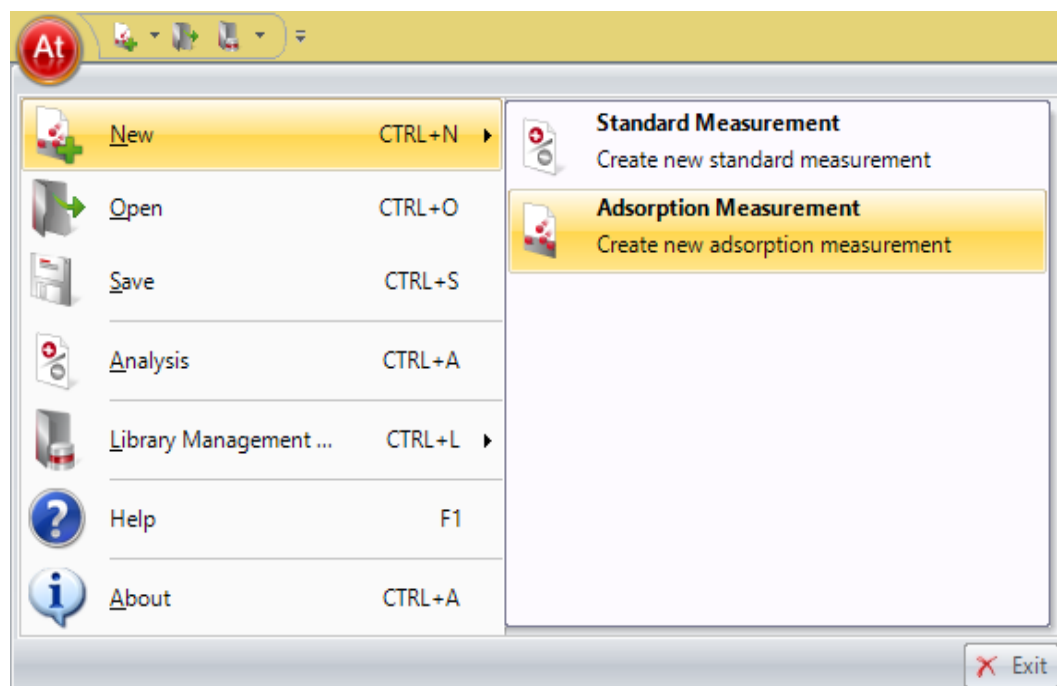 At
New CTRL+N
Standard Measurement
Create new standard measurement
Open CTRL+O
Adsorption Measurement
Create new adsorption measurement
Save CTRL+S
Analysis CTRL+A
Library Management ... CTRL+L
Help F1
About CTRL+A
Exit